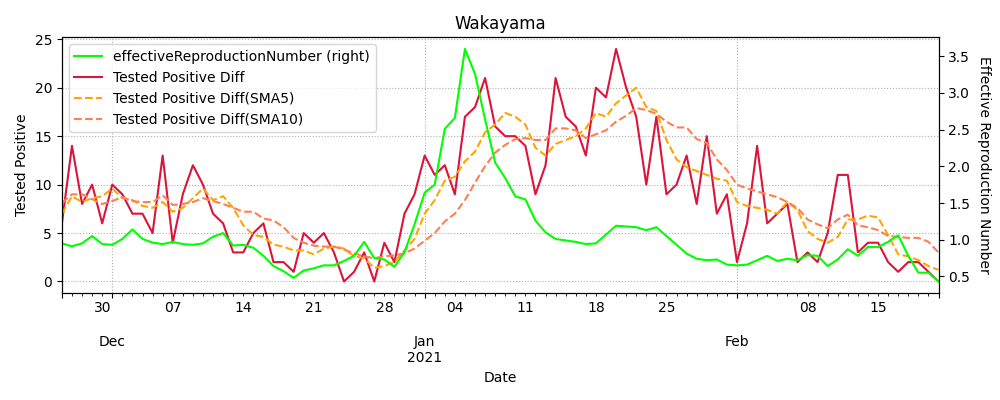 Wakayama
effectiveReproductionNumber (right)
Tested Positive Diff
Tested Positive Diff(SMA5)
Tested Positive Diff(SMA10)
Tested Positive
25
20
15
10
5
0
3.5
3.0
2.5
2.0
1.5
1.0
0.5
Effective Reproduction Number
30 07 14 21 28 04 11 18 25 08 15
Dec Jan Feb
2021
Date